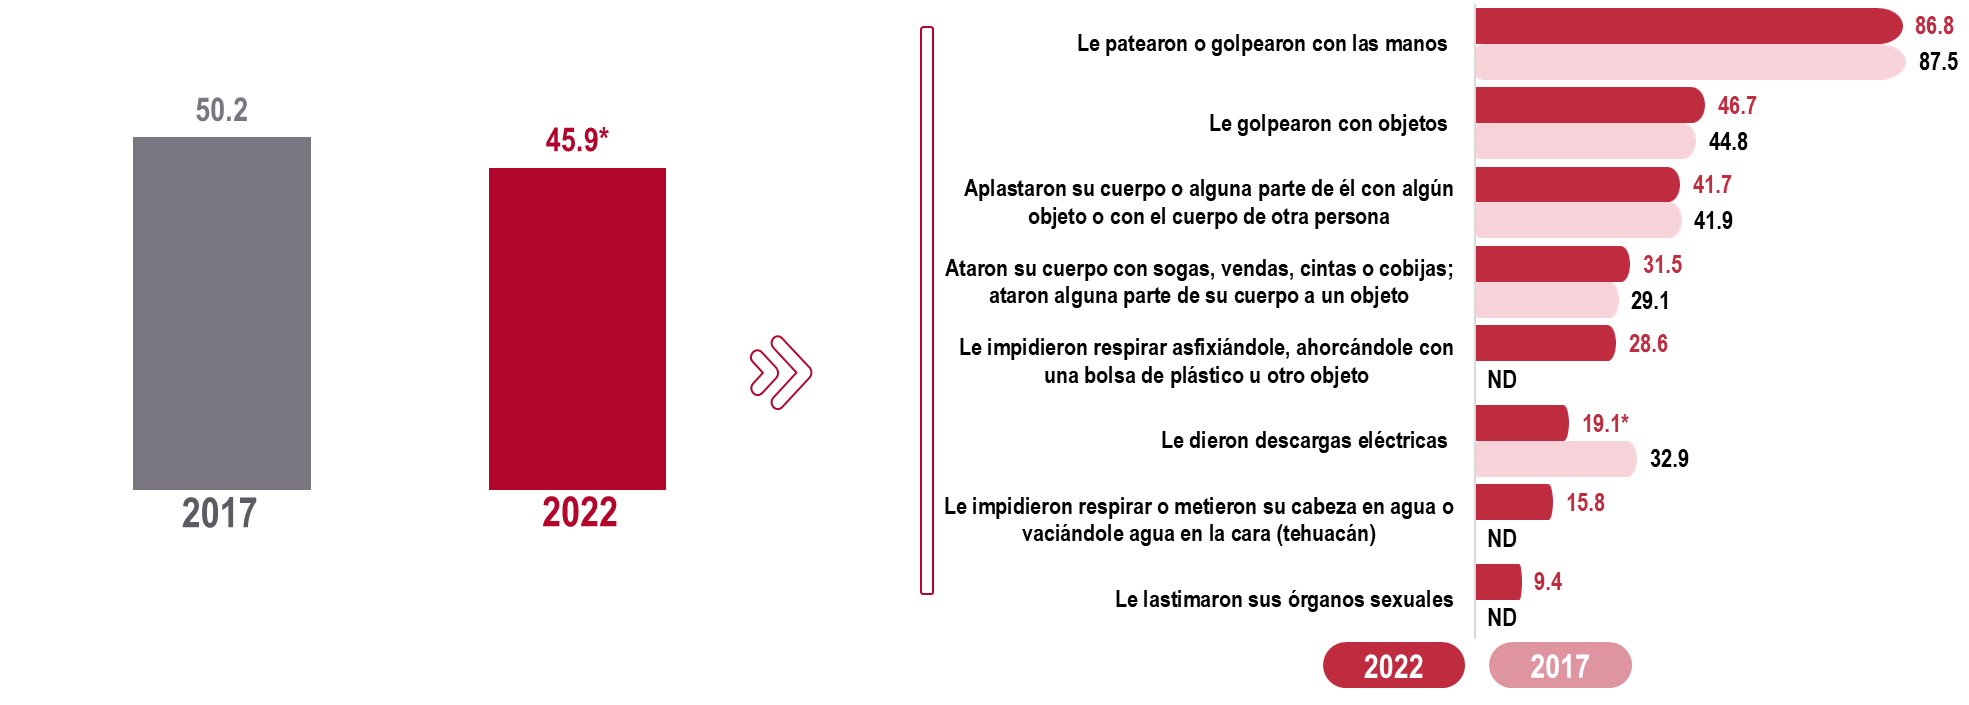 50.2
45.9*
2017
2022
Le patearon o golpearon con las manos
86.8
87.5
Le golpearon con objetos
46.7
44.8
Aplastaron su cuerpo o alguna parte de él con algún
objeto o con el cuerpo de otra persona
41.7
41.9
Ataron su cuerpo con sogas, vendas, cintas o cobijas;
ataron alguna parte de su cuerpo a un objeto
31.5
29.1
Le impidieron respirar asfixiándole, ahorcándole con
una bolsa de plástico u otro objeto
28.6
ND
Le dieron descargas eléctricas
19.1*
32.9
Le impidieron respirar o metieron su cabeza en agua o
vaciándole agua en la cara (tehuacán)
15.8
ND
Le lastimaron sus órganos sexuales
9.4
ND
2022
2017